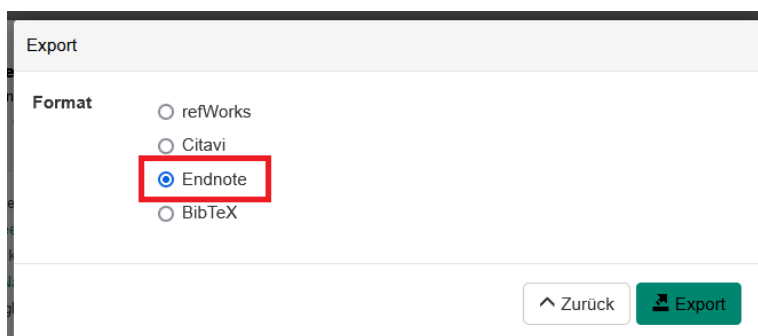 Export
Format
refWorks
Citavi
Endnote
BibTeX
Zurück
Export